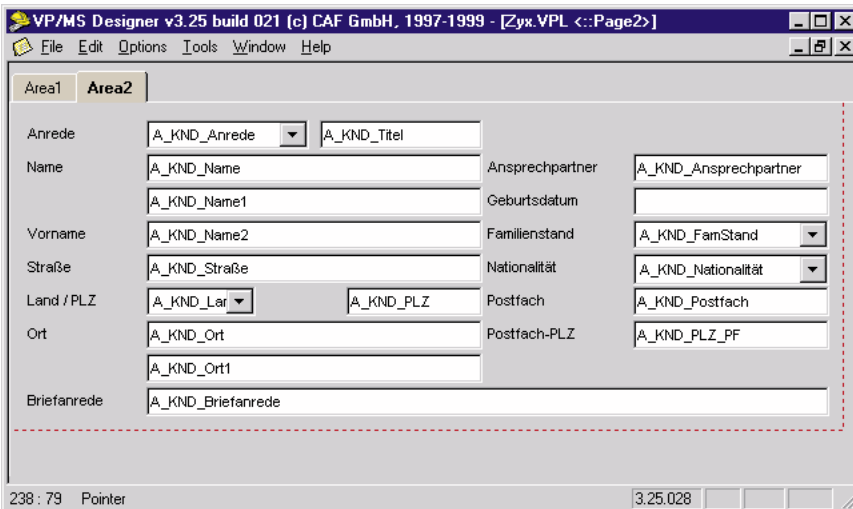 VP/MS Designer v3.25 build 021 (c) CAF GmbH, 1997-1999 - [Zyx.VPL <::Page2>]
File Edit Options Tools Window Help
Area1 Area2
Anrede A_KND_Anrede A_KND_Titel
Name A_KND_Name Ansprechpartner A_KND_Ansprechpartner
A_KND_Name1 Geburtsdatum
Vorname A_KND_Name2 Familienstand A_KND_FamStand
Straße A_KND_Straße Nationalität A_KND_Nationalität
Land / PLZ A_KND_Lar A_KND_PLZ Postfach A_KND_Postfach
Ort A_KND_Ort Postfach-PLZ A_KND_PLZ_PF
A_KND_Ort1
Briefanrede A_KND_Briefanrede
238 : 79 Pointer 3.25.028